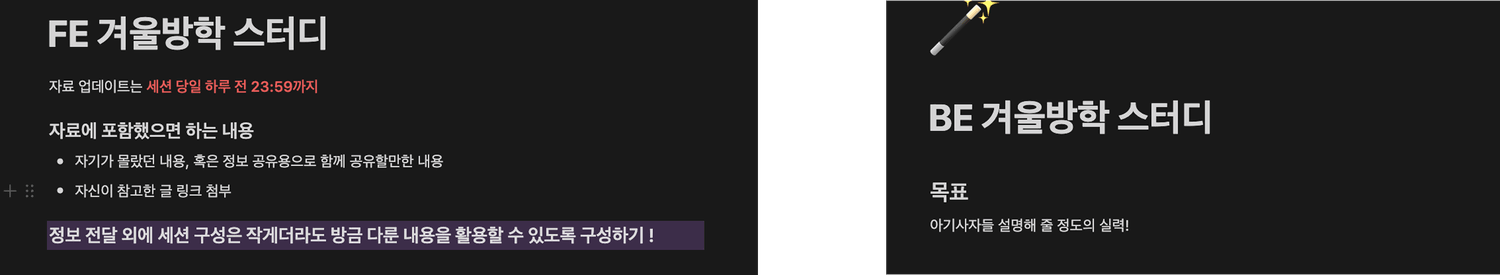 FE 겨울방학 스터디
자료 업데이트는 세션 당일 하루 전 23:59까지
자료에 포함했으면 하는 내용
• 자기가 몰랐던 내용, 혹은 정보 공유용으로 함께 공유할만한 내용
• 자신이 참고한 글 링크 첨부
정보 전달 외에 세션 구성은 작게더라도 방금 다룬 내용을 활용할 수 있도록 구성하기 !
BE 겨울방학 스터디
목표
아기사자들 설명해 줄 정도의 실력!